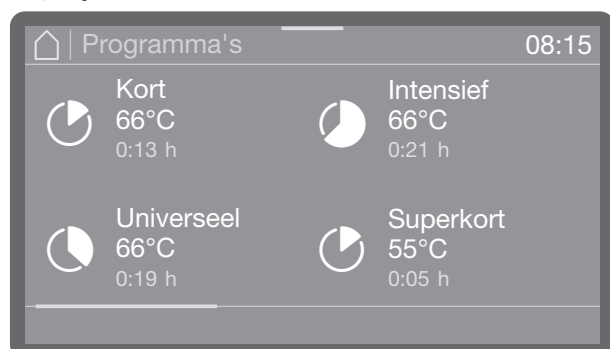 Programma's 08:15
Kort
66°C
0:13 h
Intensief
66°C
0:21 h
Universeel
66°C
0:19 h
Superkort
55°C
0:05 h